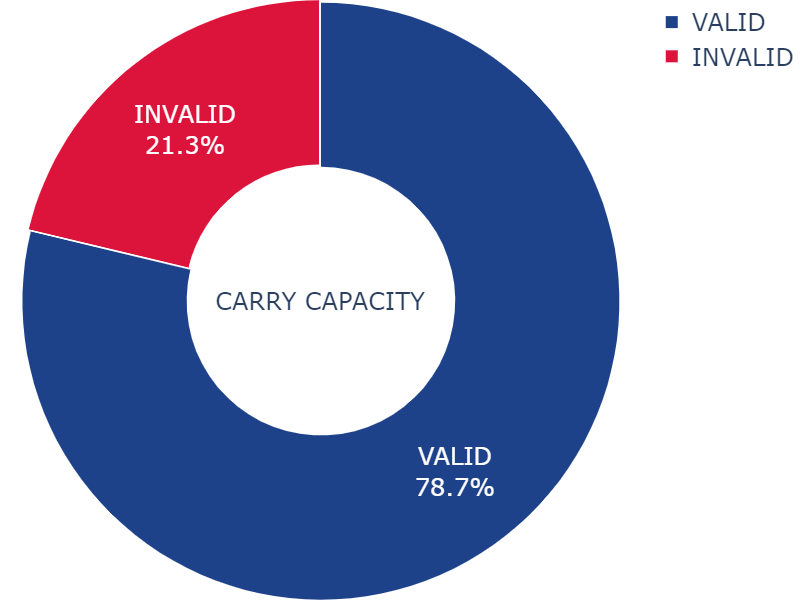 VALID
INVALID
INVALID
21.3%
CARRY CAPACITY
VALID
78.7%